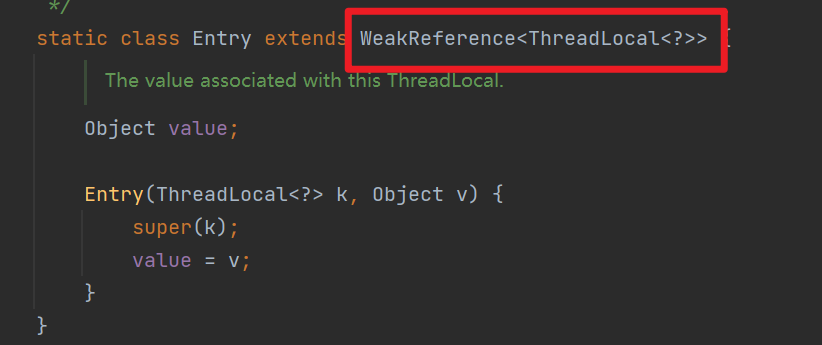 */
static class Entry extends WeakReference<ThreadLocal<?>> {
The value associated with this ThreadLocal.
Object value;
Entry(ThreadLocal<?> k, Object v) {
super(k);
value = v;
}
}